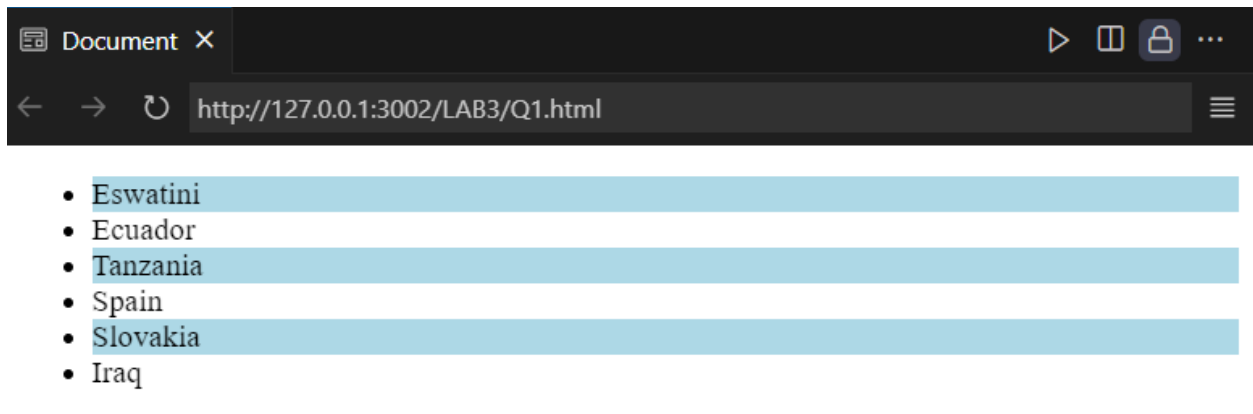 Document
http://127.0.0.1:3002/LAB3/Q1.html
Eswatini
Ecuador
Tanzania
Spain
Slovakia
Iraq